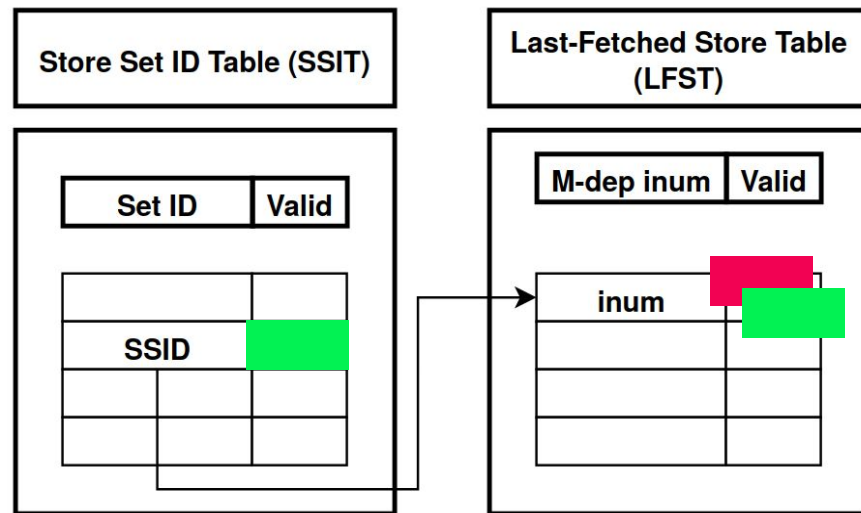 Store Set ID Table (SSIT)
Last-Fetched Store Table
(LFST)
Set ID Valid
M-dep inum Valid
SSID
inum